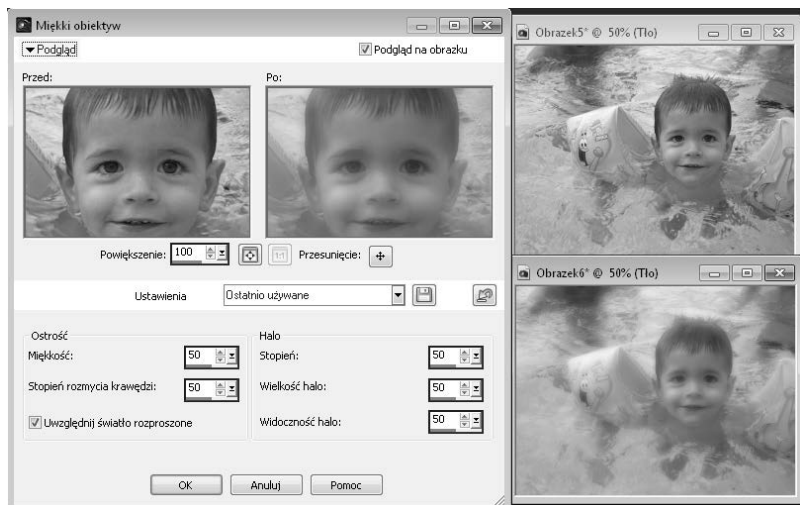 Miękki obiektyw
Podgląd
Podgląd na obrazku
Przed:
Po:
Powiększenie: 100
1:1
Przesunięcie:
Ustawienia
Ostatnio używane
Ostrość
Miękkość: 50
Stopień rozmycia krawędzi: 50
Uwzględnij światło rozproszone
Halo
Stopień: 50
Wielkość halo: 50
Widoczność halo: 50
OK
Anuluj
Pomoc
Obrazek5* @ 50% (Tło)
Obrazek6* @ 50% (Tło)